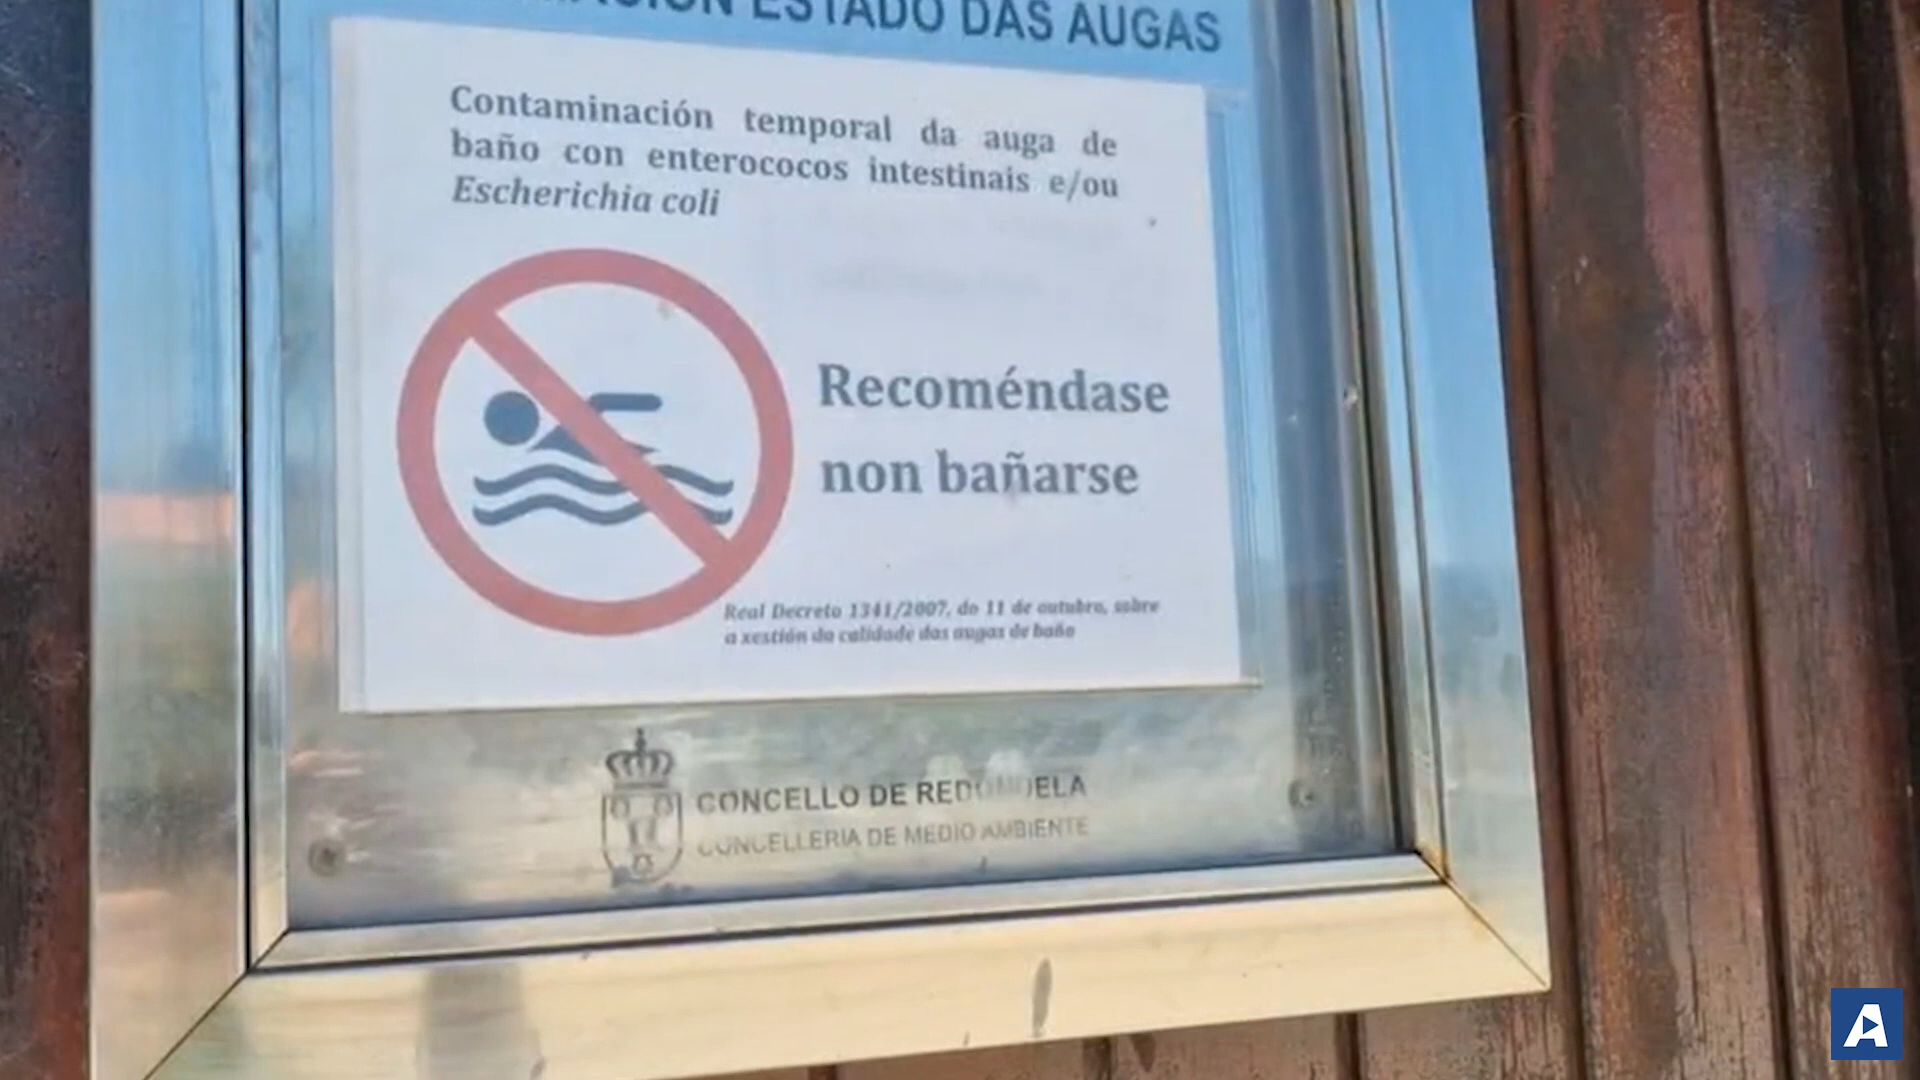 ESTADO DAS AUGAS
Contaminación temporal da auga de
baño con enterococos intestinais e/ou
Escherichia coli
Recoméndase
non bañarse
Real Decreto 1341/2007, do 11 de outubro, sobre
a xestión da calidade das augas de baño
CONCELLO DE REDONDELA
CONCELLERIA DE MEDIO AMBIENTE